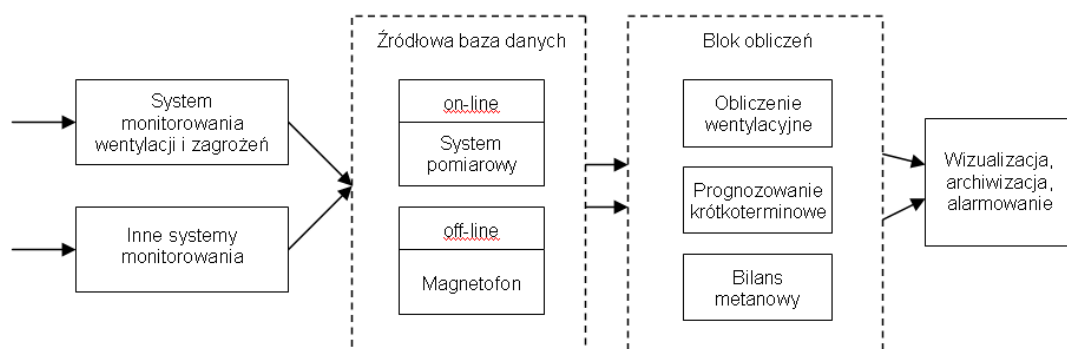 System
monitorowania
wentylacji i zagrożeń
Inne systemy
monitorowania
Źródłowa baza danych
on-line
System
pomiarowy
off-line
Magnetofon
Blok obliczeń
Obliczenie
wentylacyjne
Prognozowanie
krótkoterminowe
Bilans
metanowy
Wizualizacja,
archiwizacja,
alarmowanie